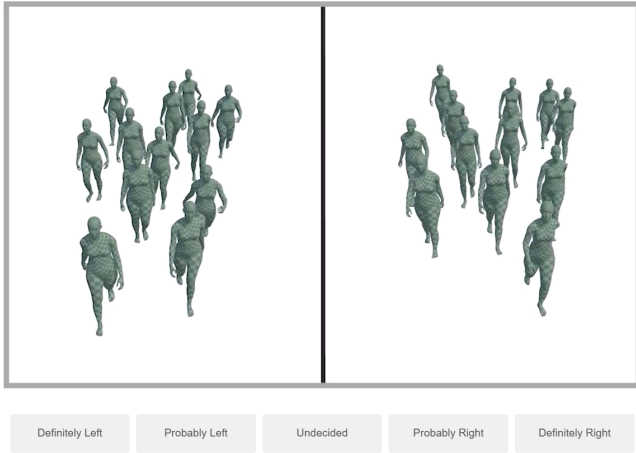 Definitely Left
Probably Left
Undecided
Probably Right
Definitely Right